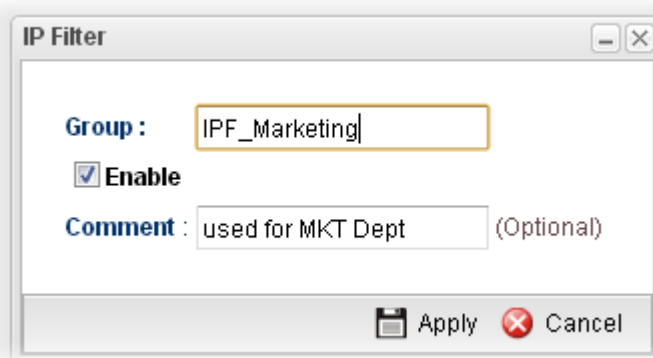 IP Filter
Group : IPF_Marketing
Enable
Comment : used for MKT Dept (Optional)
Apply Cancel